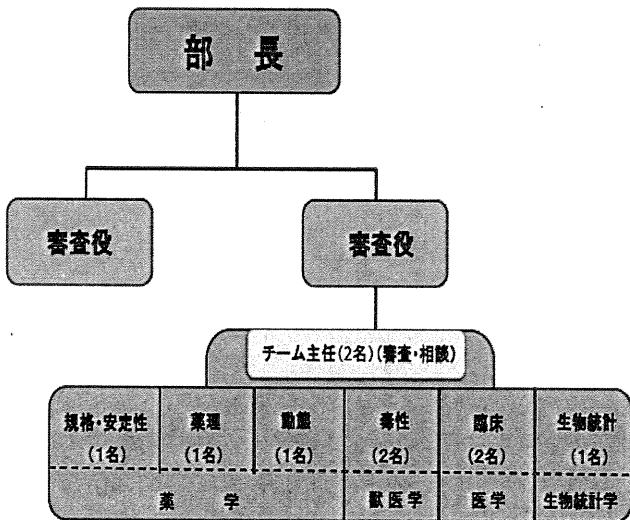 部 長
審査役
審査役
チーム主任(2名)(審査・相談)
規格・安定性 薬理 動態 毒性 臨床 生物統計
(1名) (1名) (1名) (2名) (2名) (1名)
薬 学 獣医学 医学 生物統計学